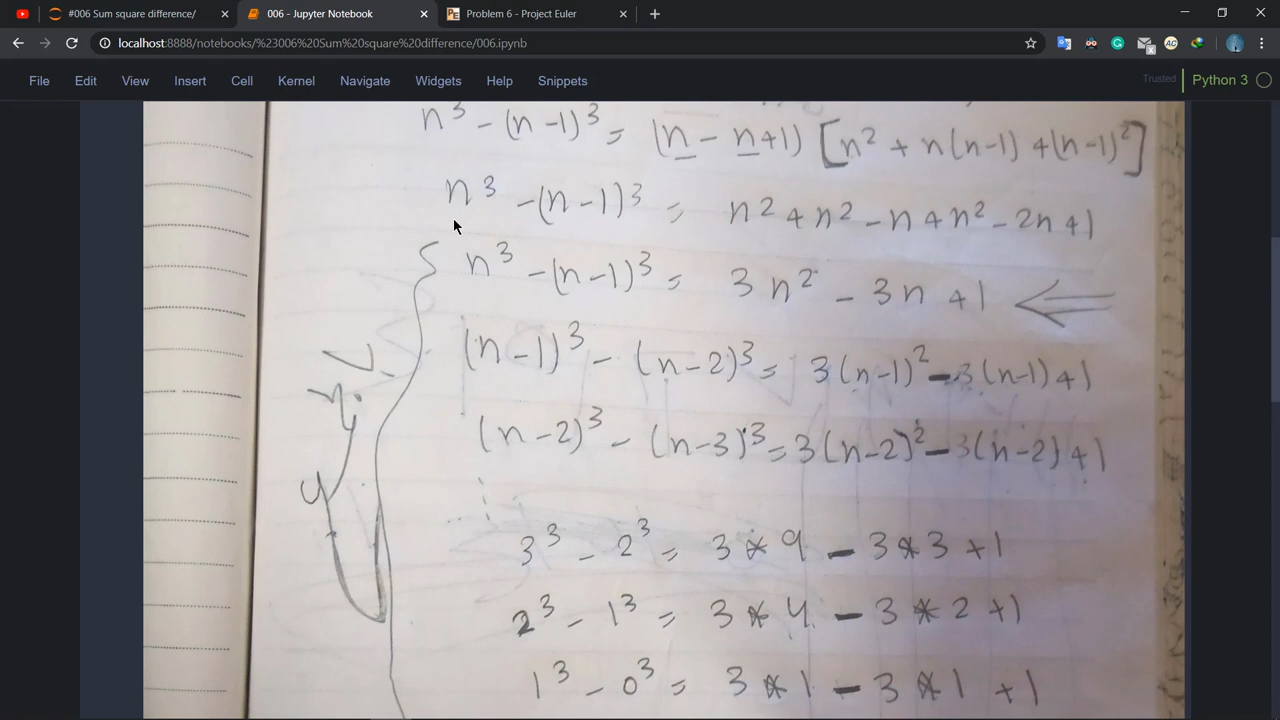 #006 Sum square difference/
006 - Jupyter Notebook
Problem 6 - Project Euler
localhost:8888/notebooks/%23006%20Sum%20square%20difference/006.ipynb
File Edit View Insert Cell Kernel Navigate Widgets Help Snippets Trusted Python 3
n³ - (n-1)³ = (n - n+1) [n² + n(n-1) + (n-1)²]
n³ - (n-1)³ = n² + n² - n + n² - 2n + 1
n³ - (n-1)³ = 3n² - 3n + 1
(n-1)³ - (n-2)³ = 3(n-1)² - 3(n-1) + 1
(n-2)³ - (n-3)³ = 3(n-2)² - 3(n-2) + 1
3³ - 2³ = 3*9 - 3*3 + 1
2³ - 1³ = 3*4 - 3*2 + 1
1³ - 0³ = 3*1 - 3*1 + 1